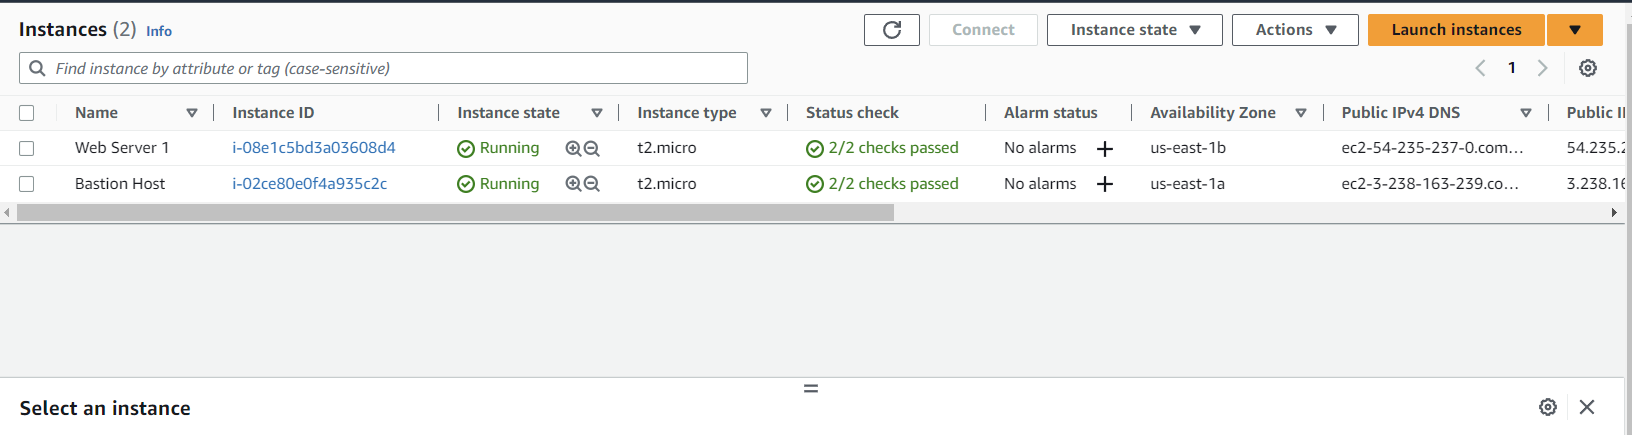 Instances (2) Info Connect Instance state Actions Launch instances
Find instance by attribute or tag (case-sensitive) 1
Name Instance ID Instance state Instance type Status check Alarm status Availability Zone Public IPv4 DNS Public
Web Server 1 i-08e1c5bd3a03608d4 Running t2.micro 2/2 checks passed No alarms us-east-1b ec2-54-235-237-0.com... 54.235.2
Bastion Host i-02ce80e0f4a935c2c Running t2.micro 2/2 checks passed No alarms us-east-1a ec2-3-238-163-239.co... 3.238.16
Select an instance